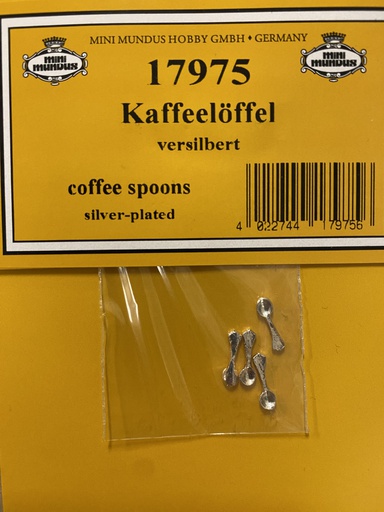 MINI MUNDUS HOBBY GMBH • GERMANY
mini mundus
mini mundus
17975
Kaffeelöffel
versilbert
coffee spoons
silver-plated
4 022744 179756